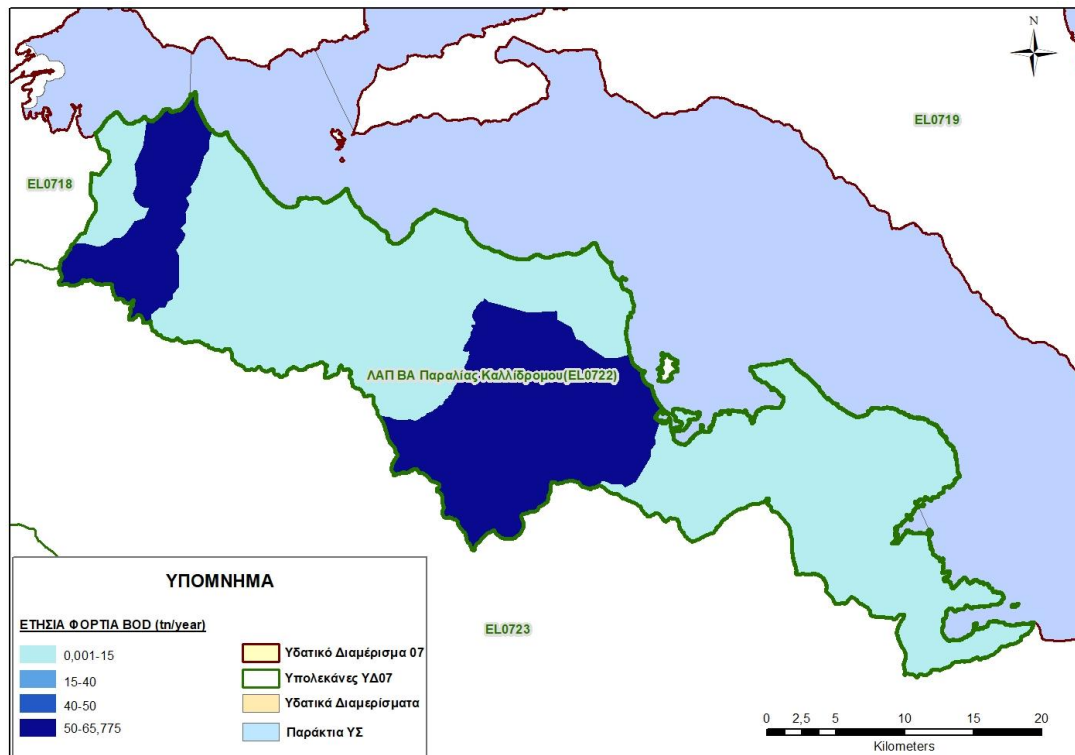 N
EL0719
EL0718
ΛΑΠ ΒΑ Παραλίας Καλλίδρομου(EL0722)
EL0723
ΥΠΟΜΝΗΜΑ
ΕΤΗΣΙΑ ΦΟΡΤΙΑ BOD (tn/year)
0,001-15
15-40
40-50
50-65,775
Υδατικό Διαμέρισμα 07
Υπολεκάνες ΥΔ07
Υδατικά Διαμερίσματα
Παράκτια ΥΣ
0 2,5 5 10 15 20
Kilometers